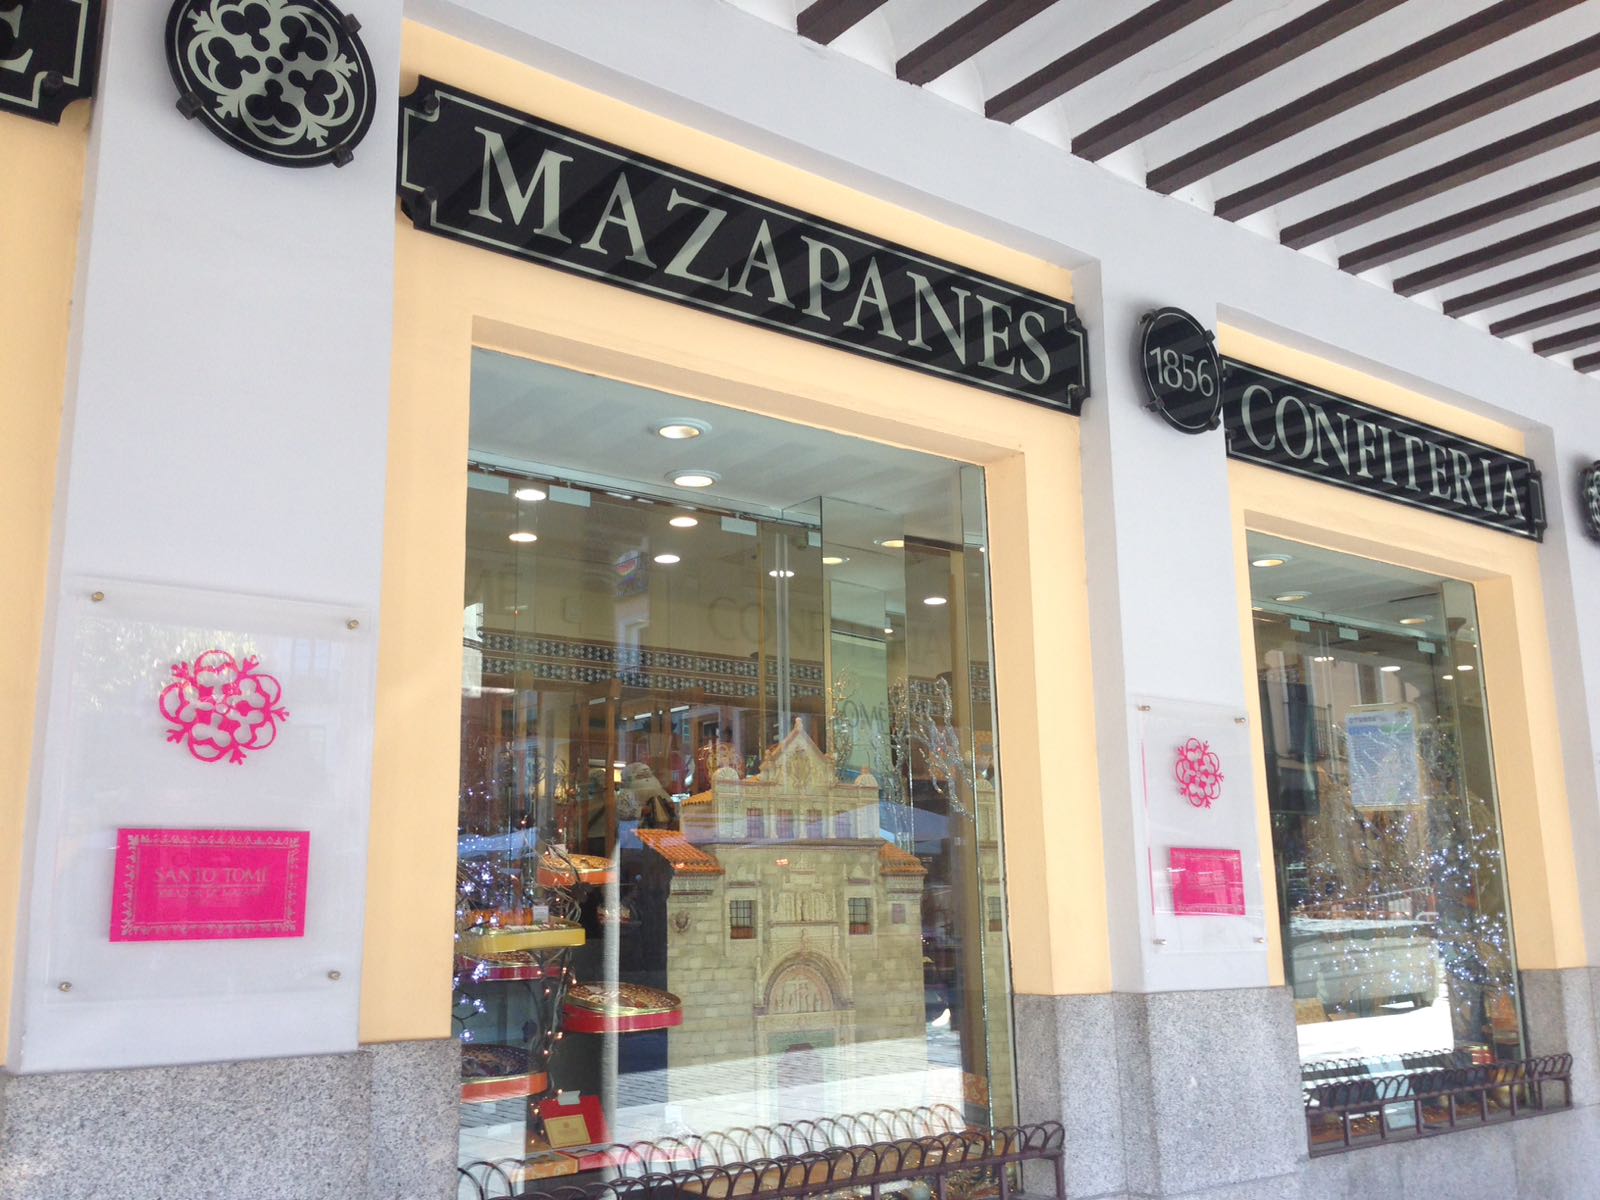 E
MAZAPANES
1856
CONFITERIA
SANTO TOMÉ